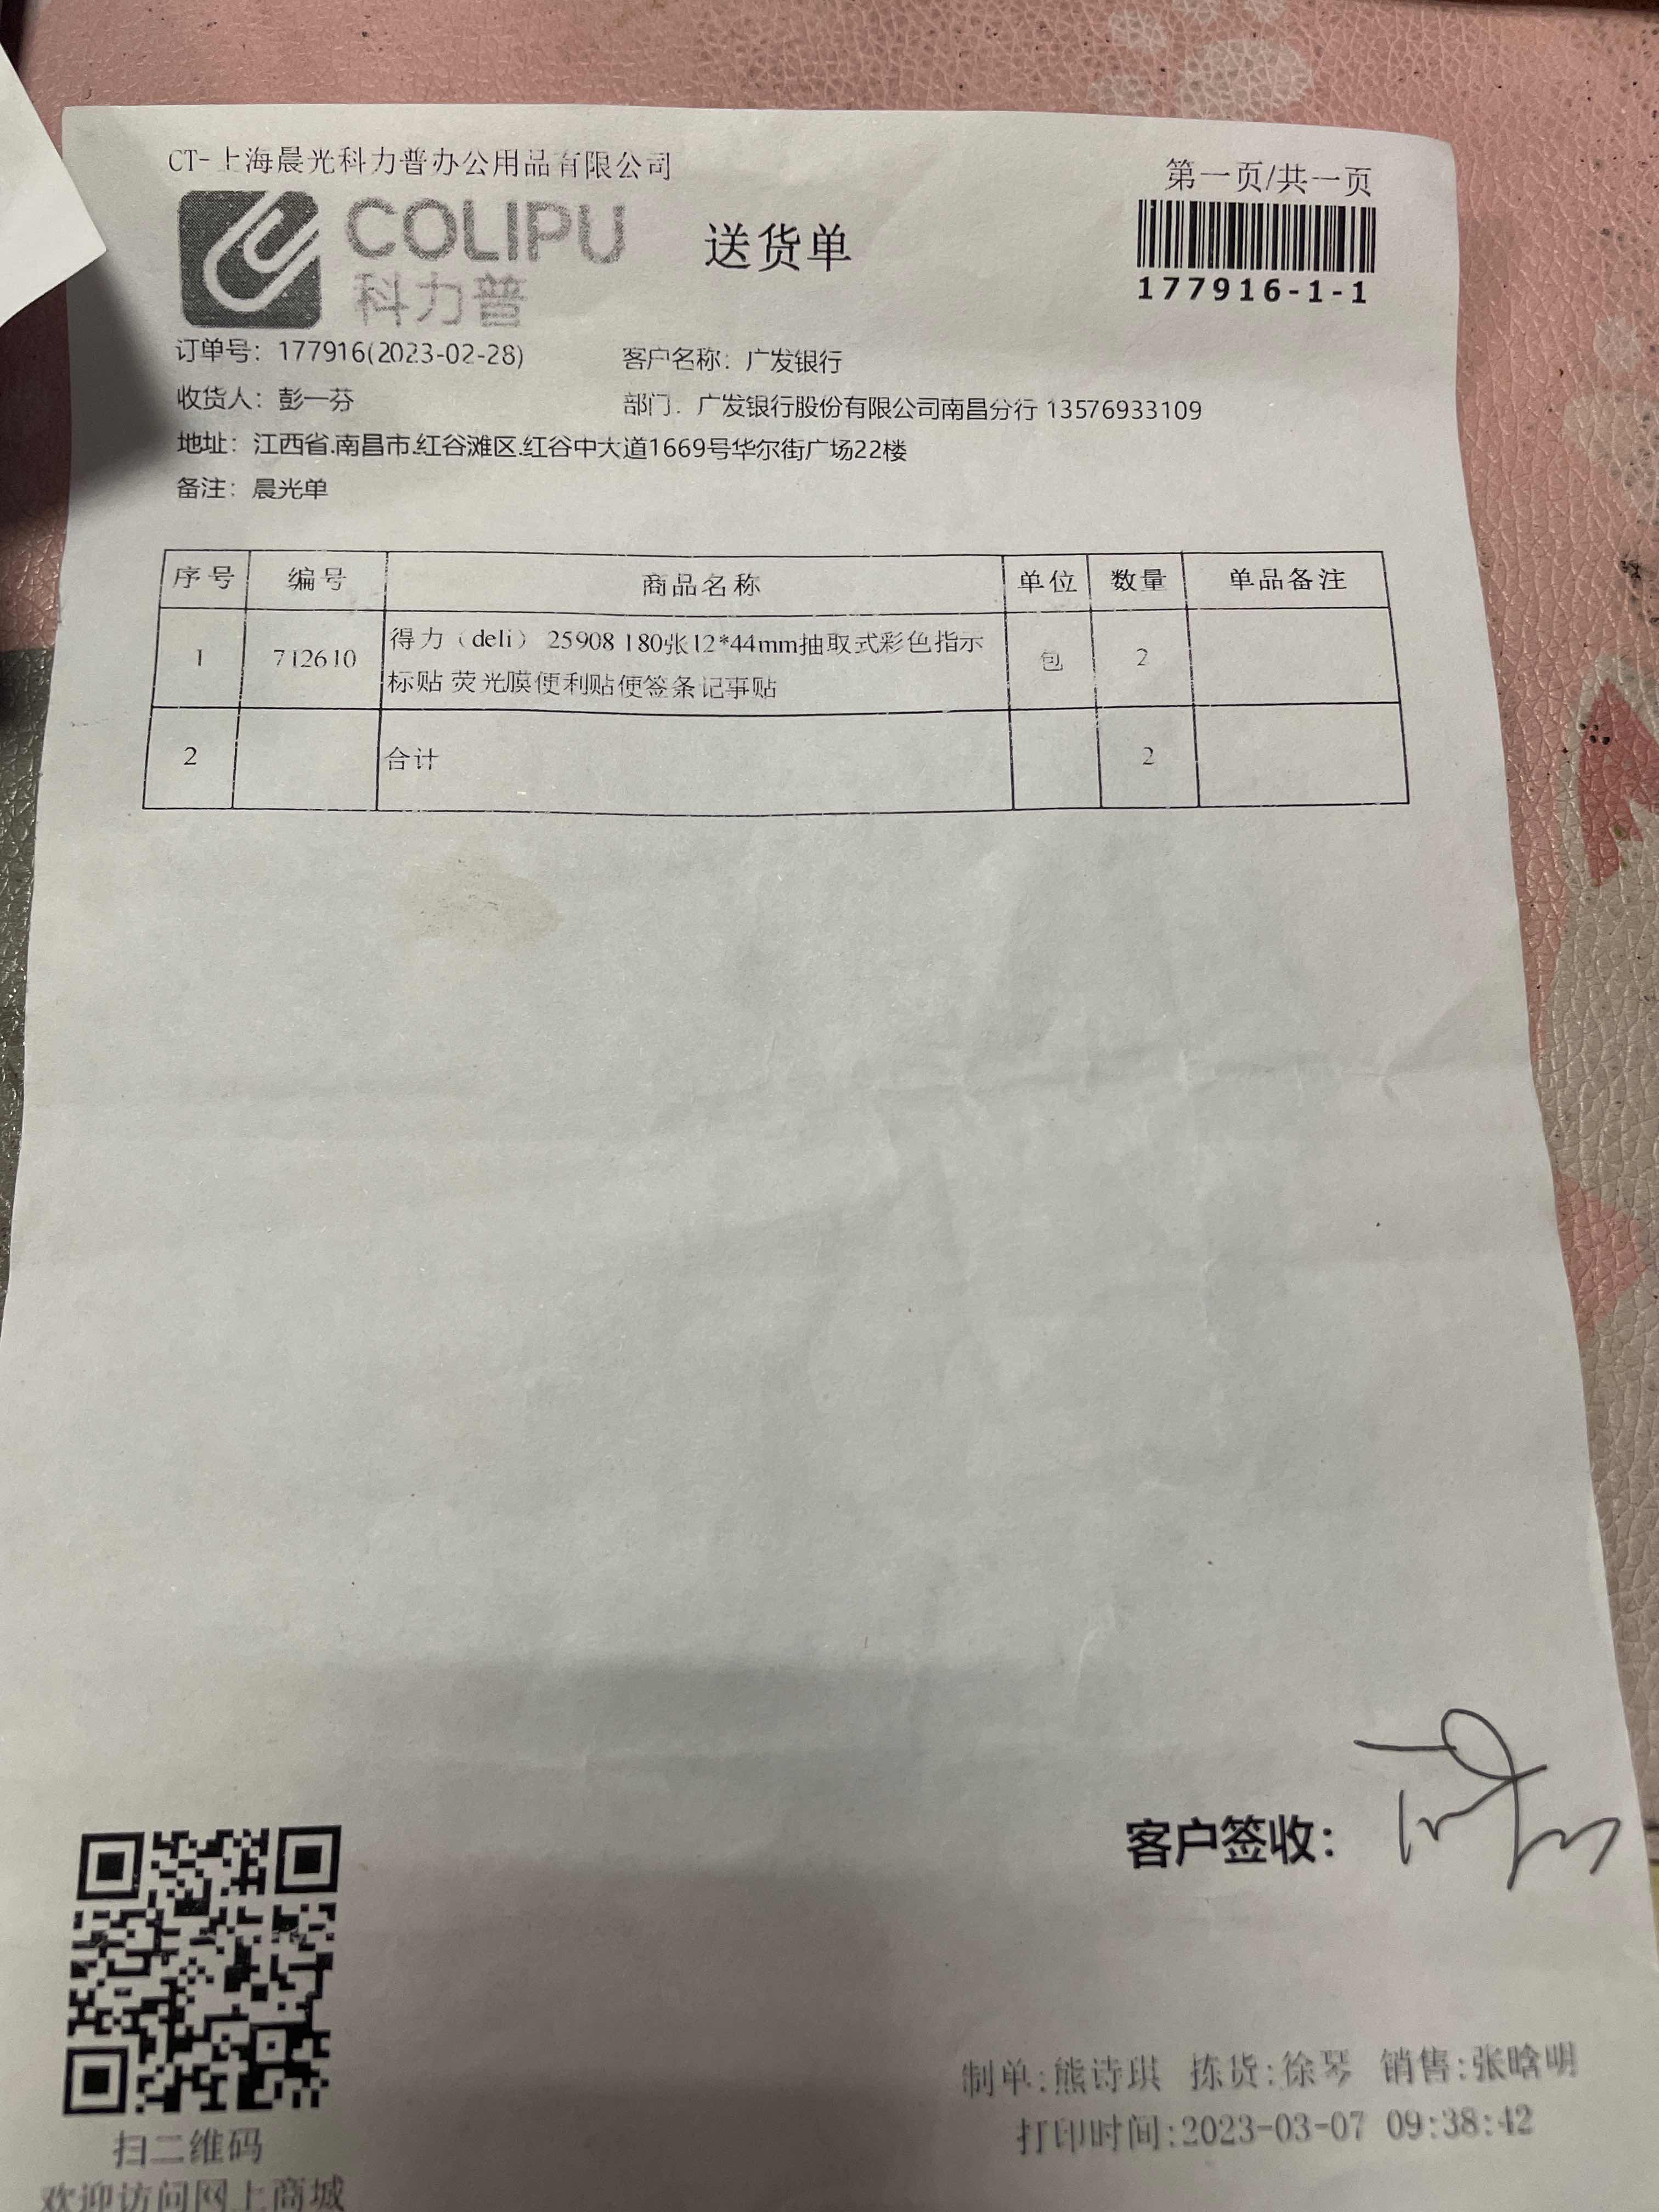 CT-上海晨光科力普办公用品有限公司
第一页/共一页
COLIPU
科力普
送货单
177916-1-1
订单号：177916(2023-02-28)
客户名称：广发银行
收货人：彭一芬
部门．广发银行股份有限公司南昌分行 13576933109
地址：江西省.南昌市.红谷滩区.红谷中大道1669号华尔街广场22楼
备注：晨光单
序号 编号 商品名称 单位 数量 单品备注
1 712610 得力（deli） 25908 180张12*44mm抽取式彩色指示 包 2
标贴 荧光膜便利贴便签条记事贴
2 合计 2
客户签收：
制单:熊诗琪 拣货:徐琴 销售:张晗明
打印时间:2023-03-07 09:38:42
扫二维码
欢迎访问网上商城